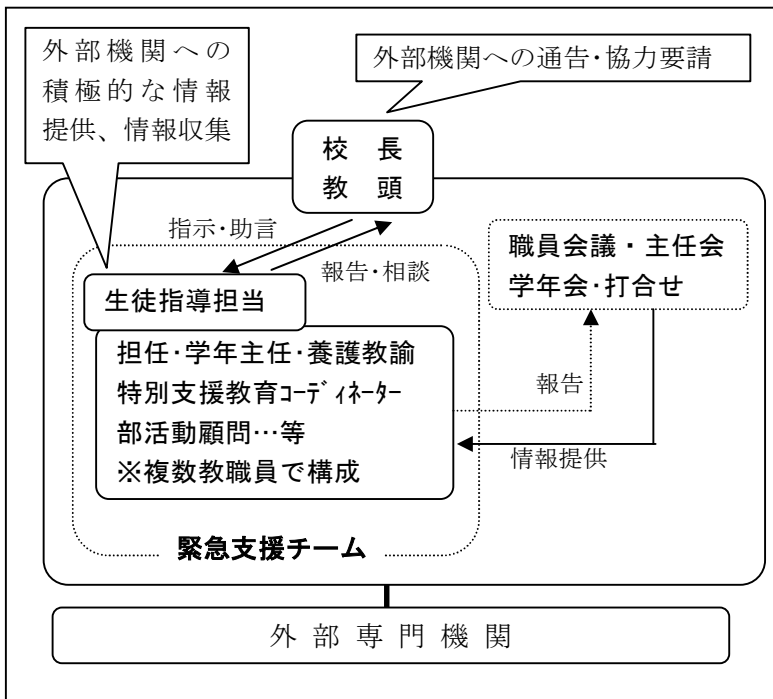 外部機関への
積極的な情報
提供、情報収集
外部機関への通告・協力要請
校　長
教　頭
指示・助言
報告・相談
職員会議・主任会
学年会・打合せ
生徒指導担当
担任・学年主任・養護教諭
特別支援教育ｺｰﾃﾞｨﾈｰﾀｰ
部活動顧問…等
※複数教職員で構成
報告
情報提供
緊急支援チーム
外 部 専 門 機 関